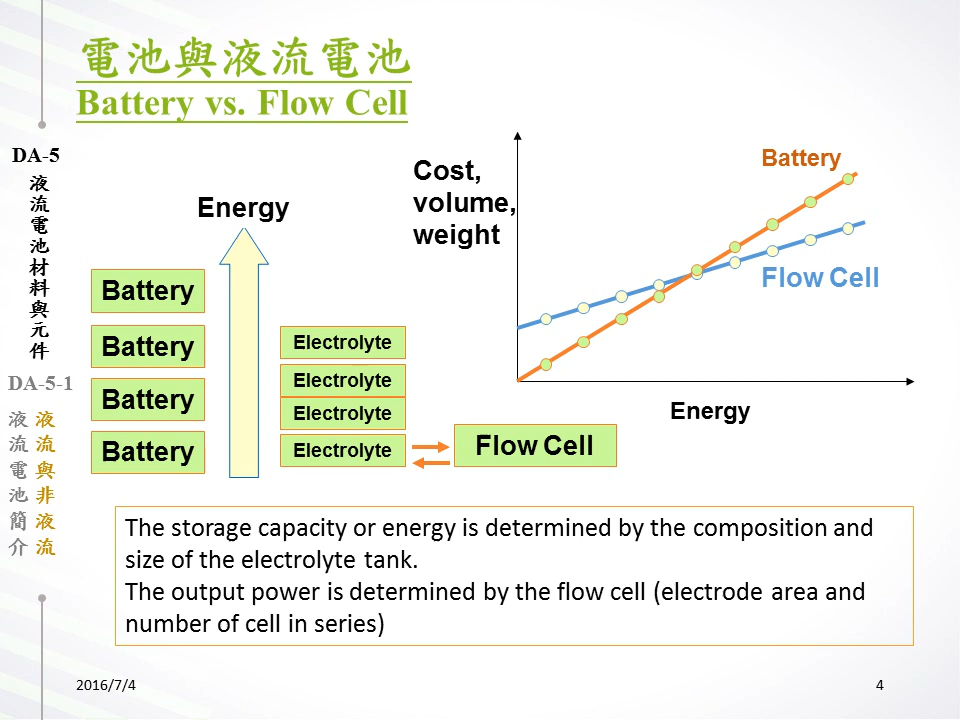 電池與液流電池
Battery vs. Flow Cell
DA-5
液流電池材料與元件
DA-5-1
液流電池簡介
液流與非液流
Energy
Battery
Battery
Battery
Battery
Electrolyte
Electrolyte
Electrolyte
Electrolyte
Flow Cell
Cost,
volume,
weight
Battery
Flow Cell
Energy
The storage capacity or energy is determined by the composition and
size of the electrolyte tank.
The output power is determined by the flow cell (electrode area and
number of cell in series)
2016/7/4
4